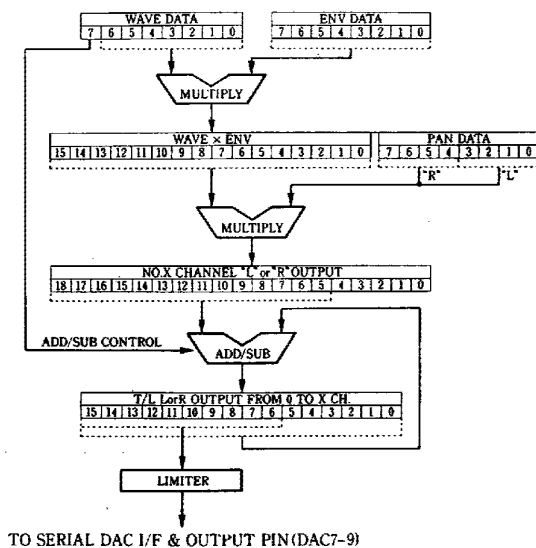 WAVE DATA
7 6 5 4 3 2 1 0
ENV DATA
7 6 5 4 3 2 1 0
MULTIPLY
WAVE × ENV
15 14 13 12 11 10 9 8 7 6 5 4 3 2 1 0
PAN DATA
7 6 5 4 3 2 1 0
"R" "L"
MULTIPLY
NO.X CHANNEL "L" or "R" OUTPUT
18 17 16 15 14 13 12 11 10 9 8 7 6 5 4 3 2 1 0
ADD/SUB CONTROL
ADD/SUB
T/L LorR OUTPUT FROM 0 TO X CH.
15 14 13 12 11 10 9 8 7 6 5 4 3 2 1 0
LIMITER
TO SERIAL DAC I/F & OUTPUT PIN(DAC7-9)